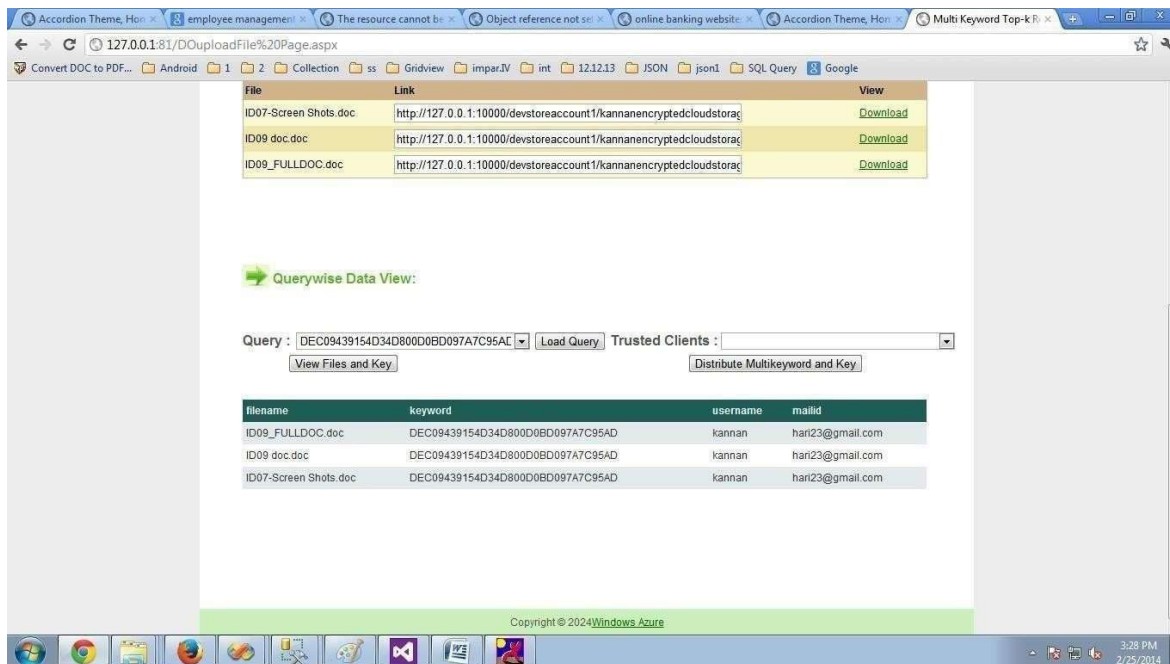 Accordion Theme, Hon employee management The resource cannot be Object reference not set online banking website Accordion Theme, Hon Multi Keyword Top-k R
127.0.0.1:81/DOuploadFile%20Page.aspx
Convert DOC to PDF... Android 1 2 Collection ss Gridview impar.IV int 12.12.13 JSON json1 SQL Query Google
File Link View
ID07-Screen Shots.doc http://127.0.0.1:10000/devstoreaccount1/kannanencryptedcloudstorag Download
ID09 doc.doc http://127.0.0.1:10000/devstoreaccount1/kannanencryptedcloudstorag Download
ID09_FULLDOC.doc http://127.0.0.1:10000/devstoreaccount1/kannanencryptedcloudstorag Download
Querywise Data View:
Query : DEC09439154D34D800D0BD097A7C95AD Load Query Trusted Clients :
View Files and Key Distribute Multikeyword and Key
filename keyword username mailid
ID09_FULLDOC.doc DEC09439154D34D800D0BD097A7C95AD kannan hari23@gmail.com
ID09 doc.doc DEC09439154D34D800D0BD097A7C95AD kannan hari23@gmail.com
ID07-Screen Shots.doc DEC09439154D34D800D0BD097A7C95AD kannan hari23@gmail.com
Copyright © 2024Windows Azure
3:28 PM
2/25/2014